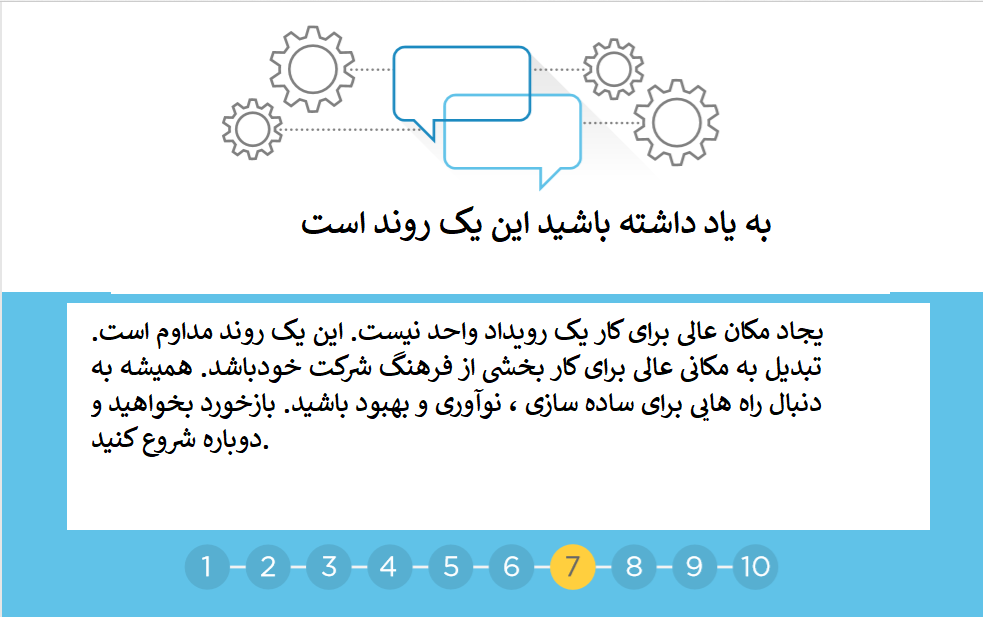 به یاد داشته باشید این یک روند است
یجاد مکان عالی برای کار یک رویداد واحد نیست. این یک روند مداوم است.
تبدیل به مکانی عالی برای کار بخشی از فرهنگ شرکت خودباشد. همیشه به
دنبال راه هایی برای ساده سازی ، نوآوری و بهبود باشید. بازخورد بخواهید و
دوباره شروع کنید.
1 2 3 4 5 6 7 8 9 10